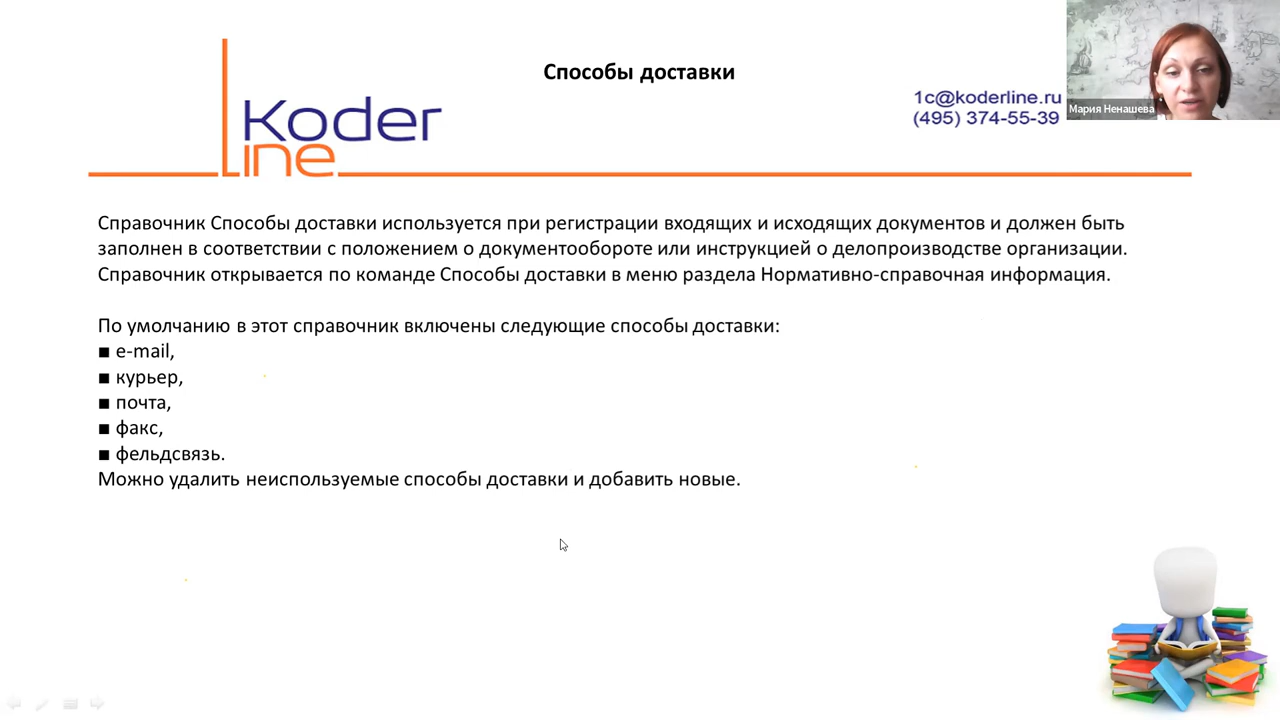 Способы доставки
Koder
line
1c@koderline.ru
(495) 374-55-39
Мария Ненашева
Справочник Способы доставки используется при регистрации входящих и исходящих документов и должен быть
заполнен в соответствии с положением о документообороте или инструкцией о делопроизводстве организации.
Справочник открывается по команде Способы доставки в меню раздела Нормативно-справочная информация.
По умолчанию в этот справочник включены следующие способы доставки:
■ e-mail,
■ курьер,
■ почта,
■ факс,
■ фельдсвязь.
Можно удалить неиспользуемые способы доставки и добавить новые.